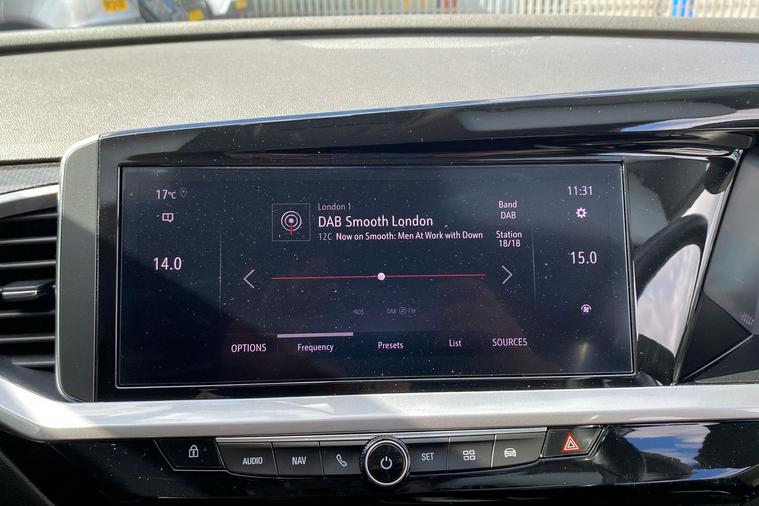 17°C
11:31
London 1
DAB Smooth London
12C Now on Smooth: Men At Work with Down
Band
DAB
Station
18/18
14.0
15.0
DAB FM
OPTIONS
Frequency
Presets
List
SOURCES
AUDIO
NAV
SET